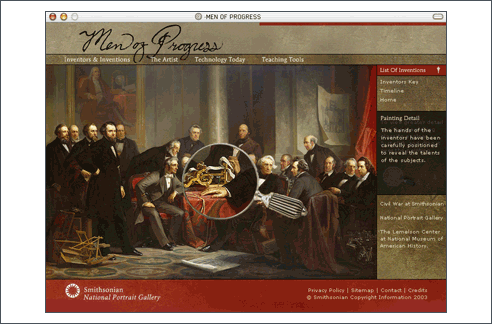 MEN OF PROGRESS
Men of Progress
Inventors & Inventions The Artist Technology Today Teaching Tools
List Of Inventions
Inventors Key
Timeline
Home
Painting Detail
The hands of the
inventors have been
carefully positioned
to reveal the talents
of the subjects.
Civil War at Smithsonian
National Portrait Gallery
The Lemelson Center
at National Museum of
American History.
Smithsonian
National Portrait Gallery
Privacy Policy | Sitemap | Contact | Credits
© Smithsonian Copyright Information 2003